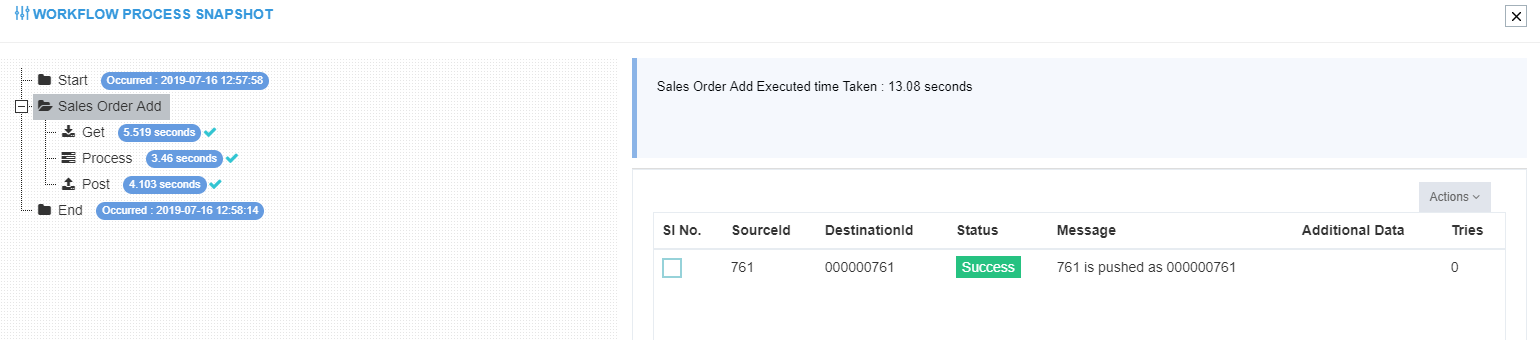 WORKFLOW PROCESS SNAPSHOT
Start Occurred : 2019-07-16 12:57:58
Sales Order Add
Get 5.519 seconds
Process 3.46 seconds
Post 4.103 seconds
End Occurred : 2019-07-16 12:58:14
Sales Order Add Executed time Taken : 13.08 seconds
Actions
Sl No. SourceId DestinationId Status Message Additional Data Tries
761 000000761 Success 761 is pushed as 000000761 0